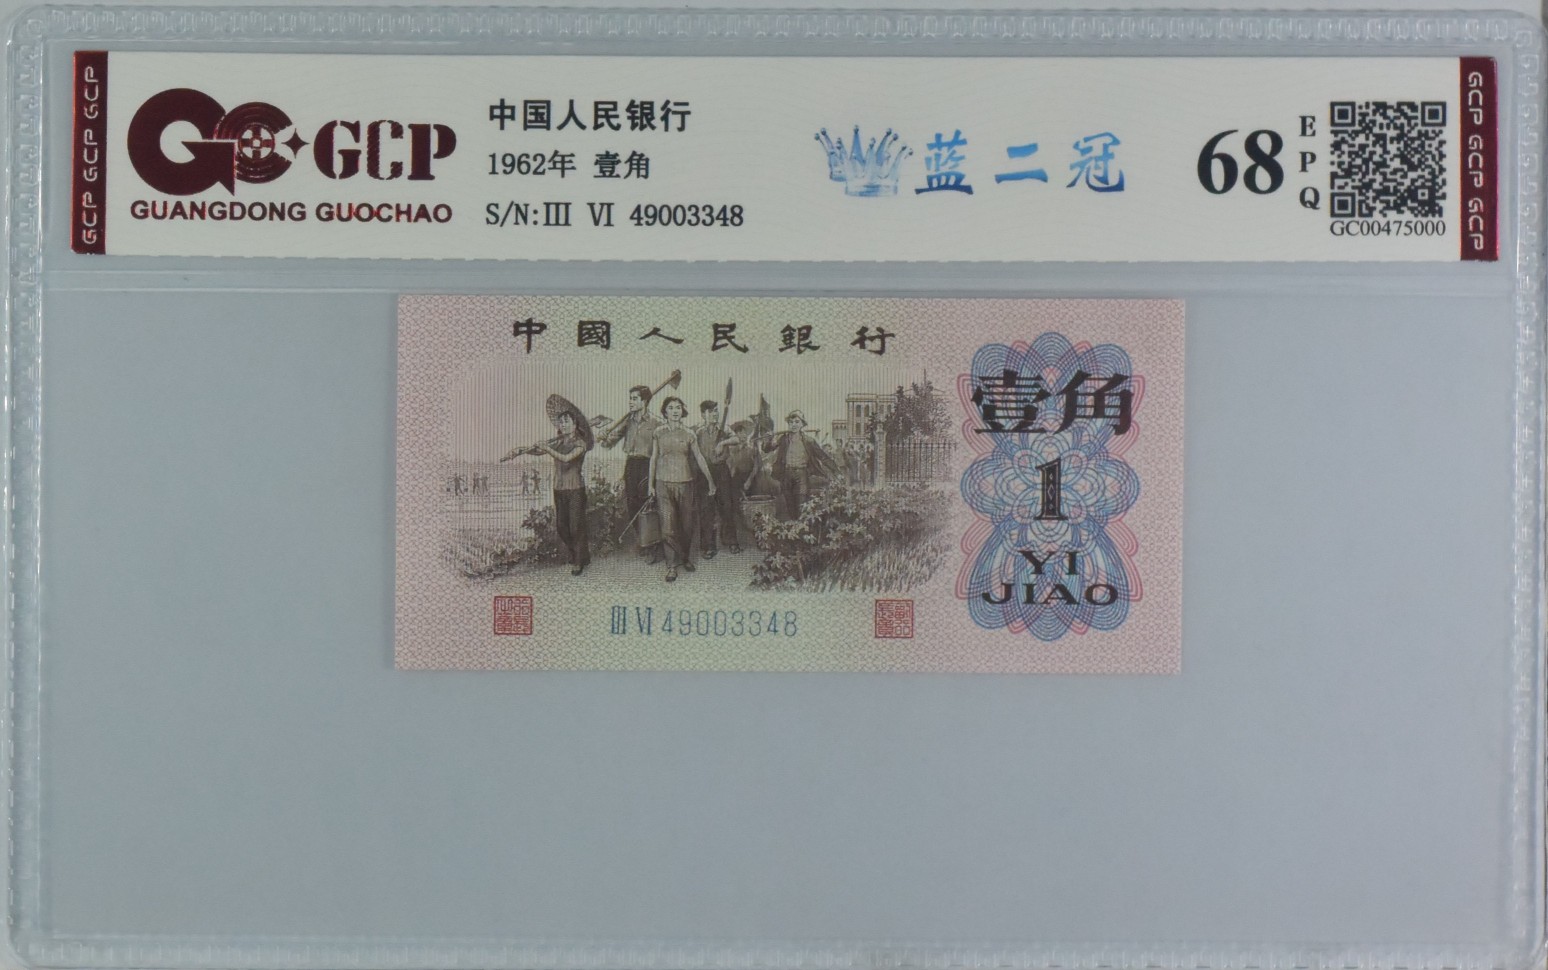 GCP GCP GCP
GCP
GUANGDONG GUOCHAO
中国人民银行
1962年 壹角
S/N:III VI 49003348
蓝二冠
68
EPQ
GC00475000
GCP GCP GCP
中國人民銀行
壹角
1
YI
JIAO
III VI 49003348